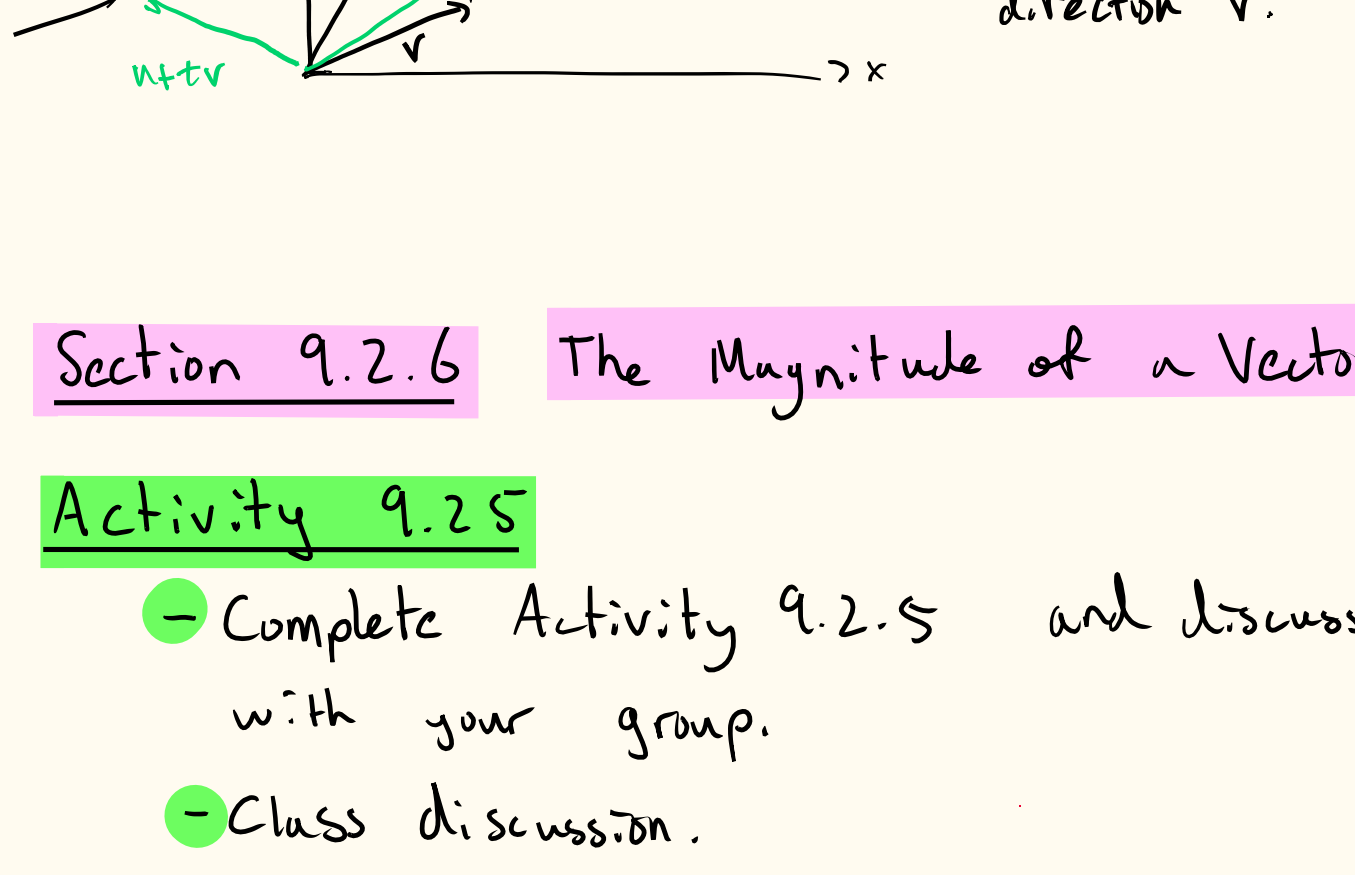 direction v.
v
u+tv
x
Section 9.2.6 The Magnitude of a Vecto
Activity 9.25
- Complete Activity 9.2.5 and discuss
with your group.
- Class discussion.